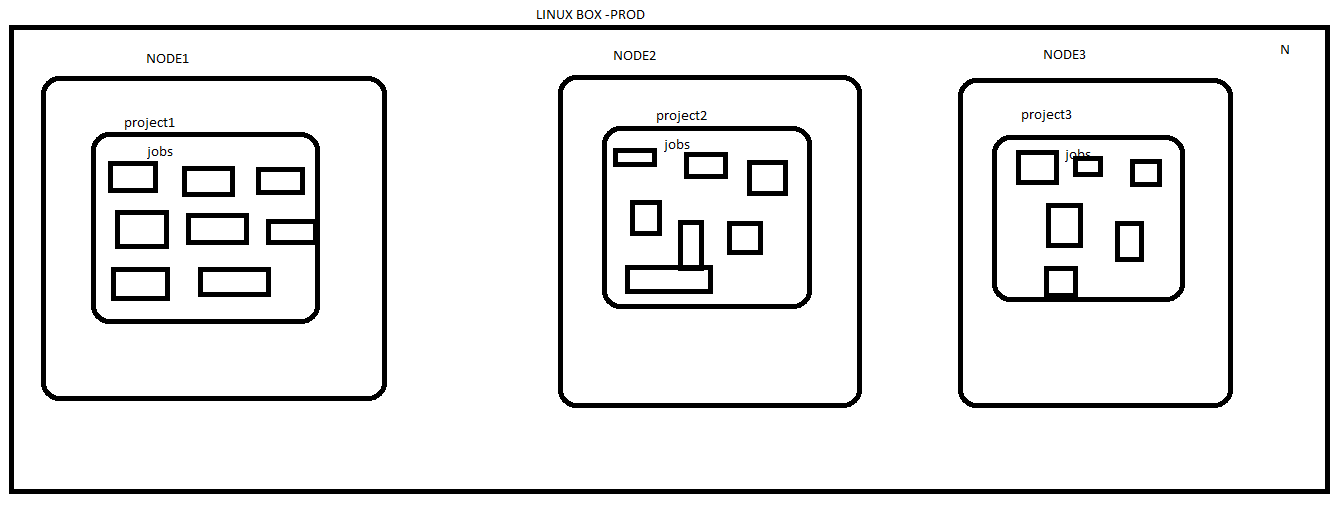 LINUX BOX -PROD
NODE1
NODE2
NODE3
N
project1
project2
project3
jobs
jobs
jobs